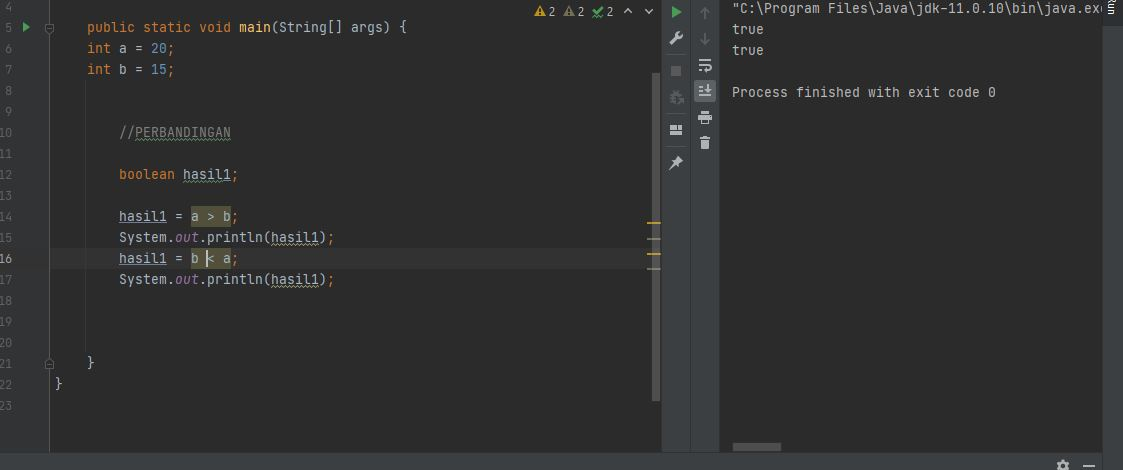 4
5 public static void main(String[] args) {
6 int a = 20;
7 int b = 15;
8
9
10 //PERBANDINGAN
11
12 boolean hasil1;
13
14 hasil1 = a > b;
15 System.out.println(hasil1);
16 hasil1 = b < a;
17 System.out.println(hasil1);
18
19
20
21 }
22 }
23
2 2 2
"C:\Program Files\Java\jdk-11.0.10\bin\java.exe
true
true
Process finished with exit code 0